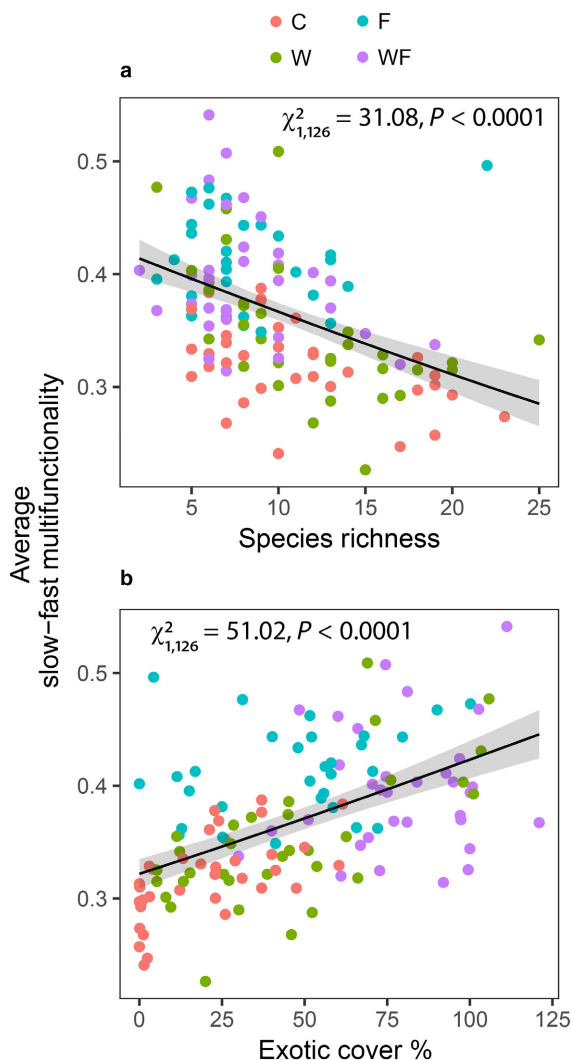 C F
W WF
a
χ²₁,₁₂₆ = 31.08, P < 0.0001
0.5
0.4
0.3
5 10 15 20 25
Species richness
Average
slow–fast multifunctionality
b
χ²₁,₁₂₆ = 51.02, P < 0.0001
0.5
0.4
0.3
0 25 50 75 100 125
Exotic cover %